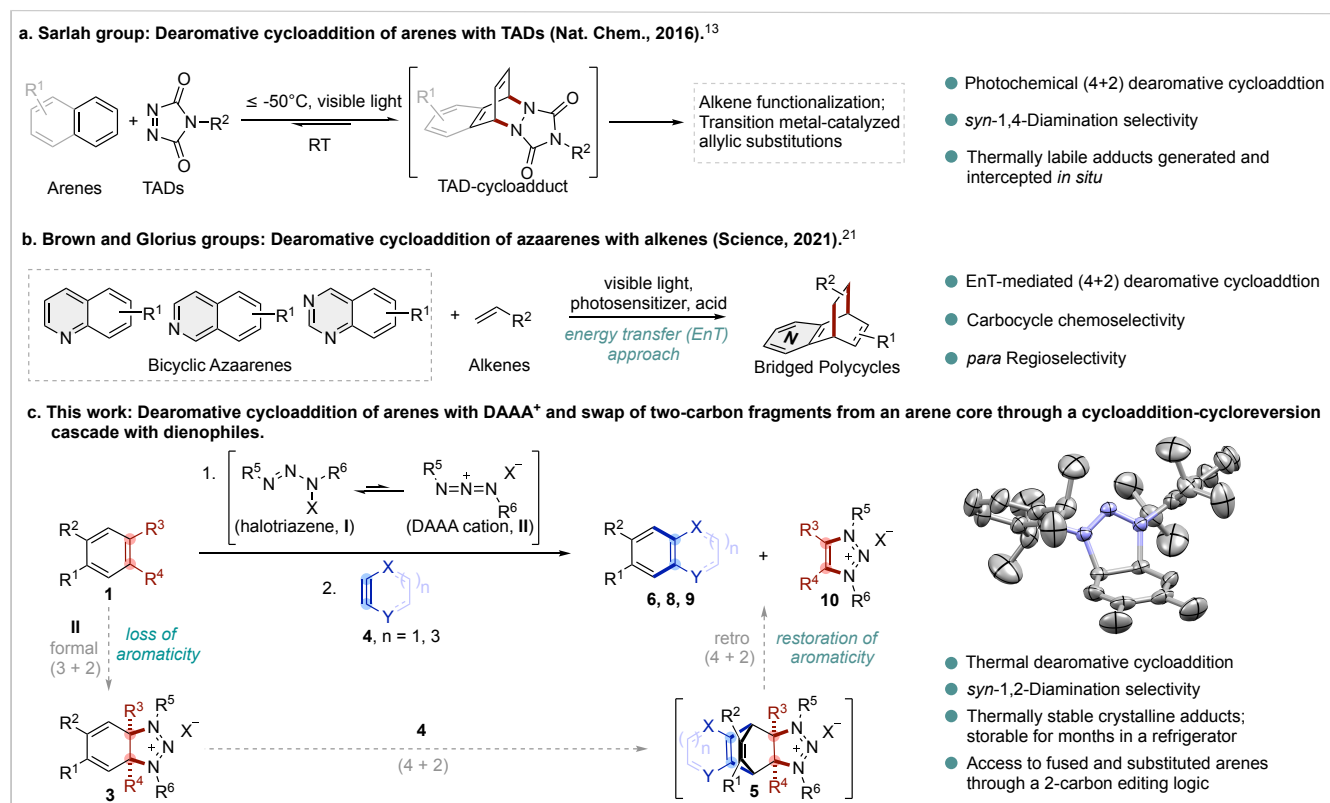 a. Sarlah group: Dearomative cycloaddition of arenes with TADs (Nat. Chem., 2016).13
R1
Arenes
+
O
N
N
N-R2
O
TADs
≤ -50°C, visible light
RT
R1
N
N
O
N
R2
O
TAD-cycloadduct
Alkene functionalization;
Transition metal-catalyzed
allylic substitutions
Photochemical (4+2) dearomative cycloaddtion
syn-1,4-Diamination selectivity
Thermally labile adducts generated and
intercepted in situ
b. Brown and Glorius groups: Dearomative cycloaddition of azaarenes with alkenes (Science, 2021).21
N
R1
N
R1
N
N
R1
Bicyclic Azaarenes
+
R2
Alkenes
visible light,
photosensitizer, acid
energy transfer (EnT)
approach
R2
N
R1
Bridged Polycycles
EnT-mediated (4+2) dearomative cycloaddtion
Carbocycle chemoselectivity
para Regioselectivity
c. This work: Dearomative cycloaddition of arenes with DAAA+ and swap of two-carbon fragments from an arene core through a cycloaddition-cycloreversion
cascade with dienophiles.
1.
R5
N
N
N
R6
X
(halotriazene, I)
R5
N=N=N
+
R6
X−
(DAAA cation, II)
R2
R3
R1
R4
1
2.
X
( )n
Y
4, n = 1, 3
R2
R1
X
( )n
Y
6, 8, 9
+
R3
R4
R5
N
+
N
N
R6
X−
10
II
formal
(3 + 2)
loss of
aromaticity
retro
(4 + 2)
restoration of
aromaticity
R2
R1
R3
R4
R5
N
+
N
N
R6
X−
3
4
(4 + 2)
X
( )n
Y
R2
R1
R3
R4
R5
N
+
N
N
R6
X−
5
Thermal dearomative cycloaddition
syn-1,2-Diamination selectivity
Thermally stable crystalline adducts;
storable for months in a refrigerator
Access to fused and substituted arenes
through a 2-carbon editing logic